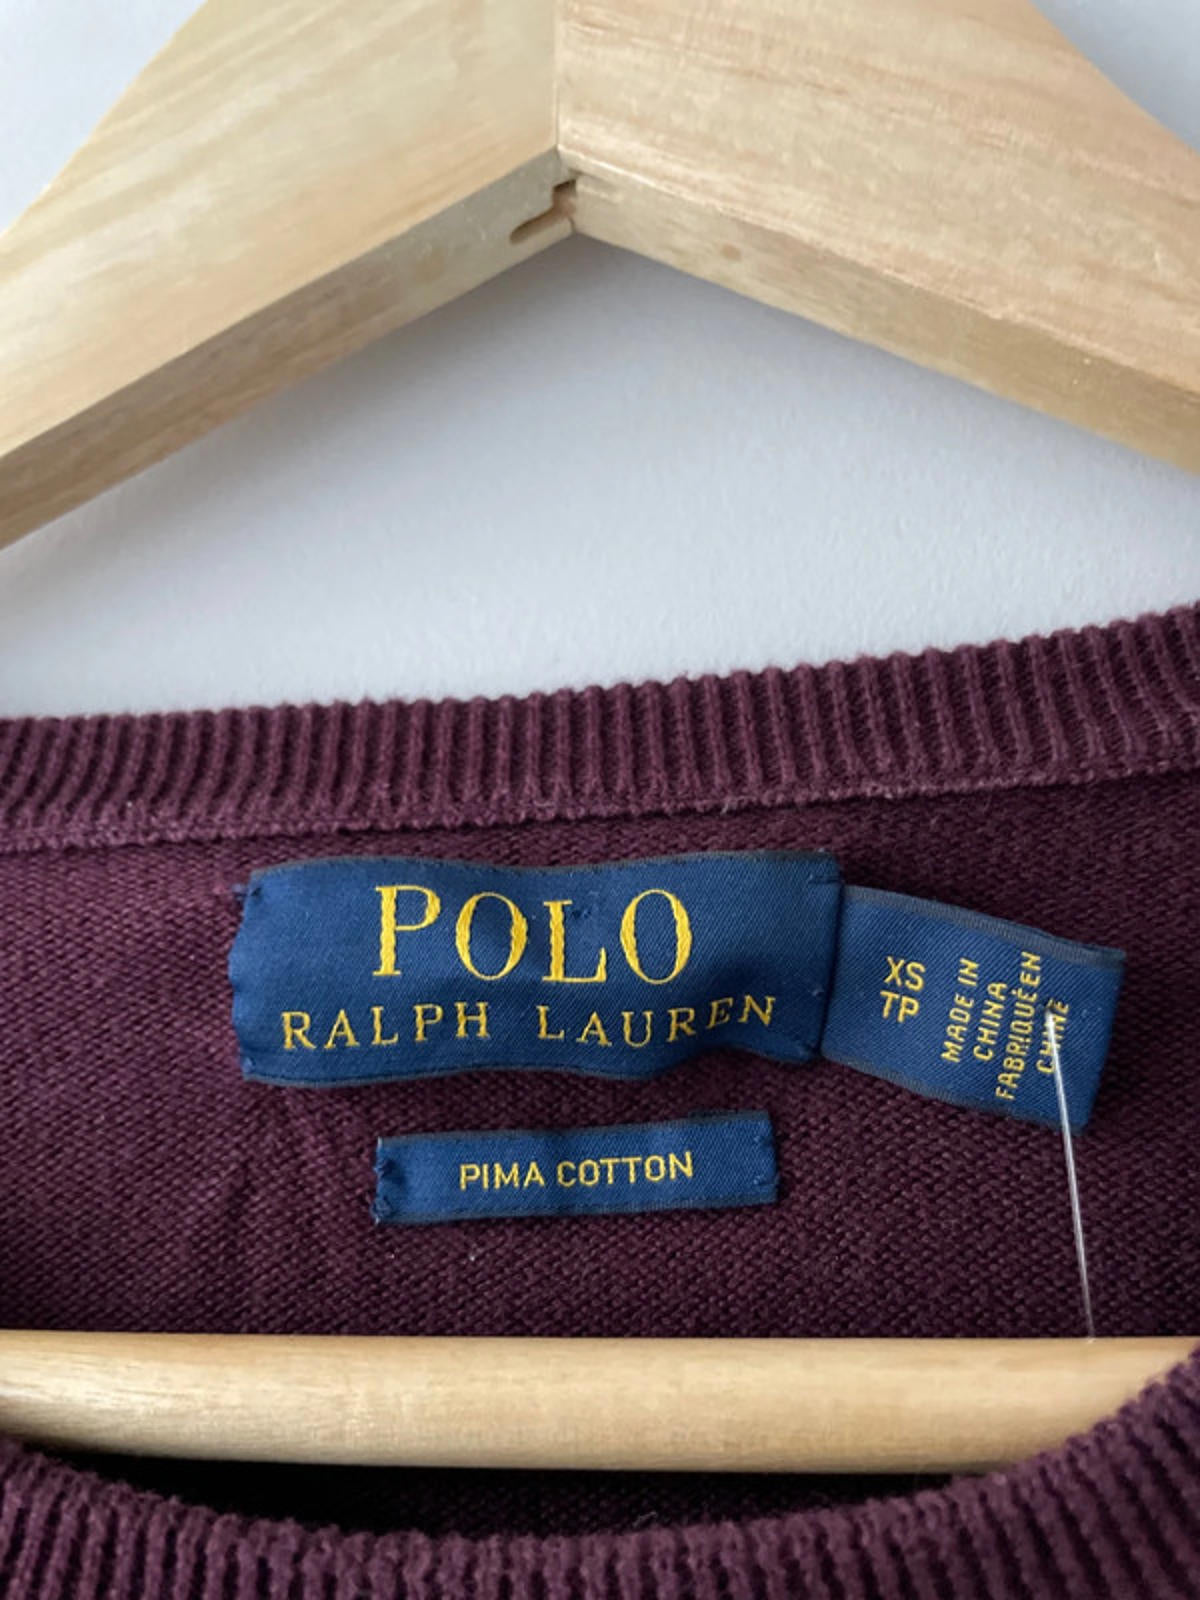 POLO
RALPH LAUREN
XS
TP
MADE IN
CHINA
FABRIQUÉ EN
CHINE
PIMA COTTON